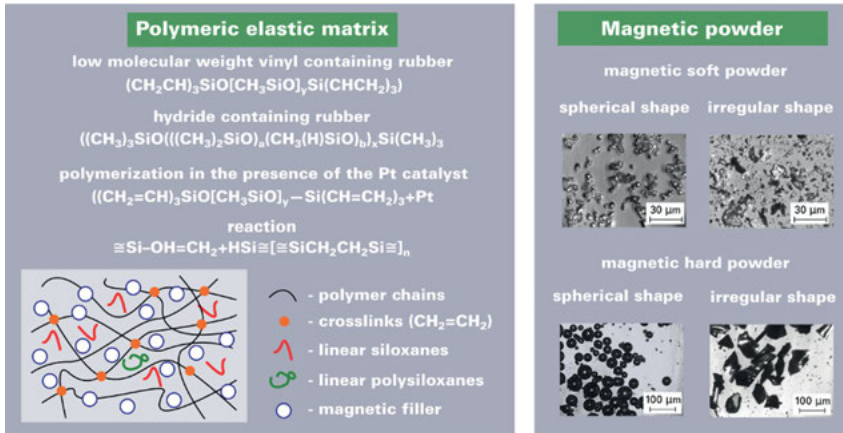 Polymeric elastic matrix
low molecular weight vinyl containing rubber
(CH₂CH)₃SiO[CH₃SiO]ᵧSi(CHCH₂)₃)
hydride containing rubber
((CH₃)₃SiO(((CH₃)₂SiO)ₐ(CH₃(H)SiO)b)ₓSi(CH₃)₃
polymerization in the presence of the Pt catalyst
((CH₂=CH)₃SiO[CH₃SiO]ᵧ—Si(CH=CH₂)₃+Pt
reaction
≅Si–OH=CH₂+HSi≅[≅SiCH₂CH₂Si≅]ₙ
- polymer chains
- crosslinks (CH₂=CH₂)
- linear siloxanes
- linear polysiloxanes
- magnetic filler
Magnetic powder
magnetic soft powder
spherical shape irregular shape
30 µm 30 µm
magnetic hard powder
spherical shape irregular shape
100 µm 100 µm